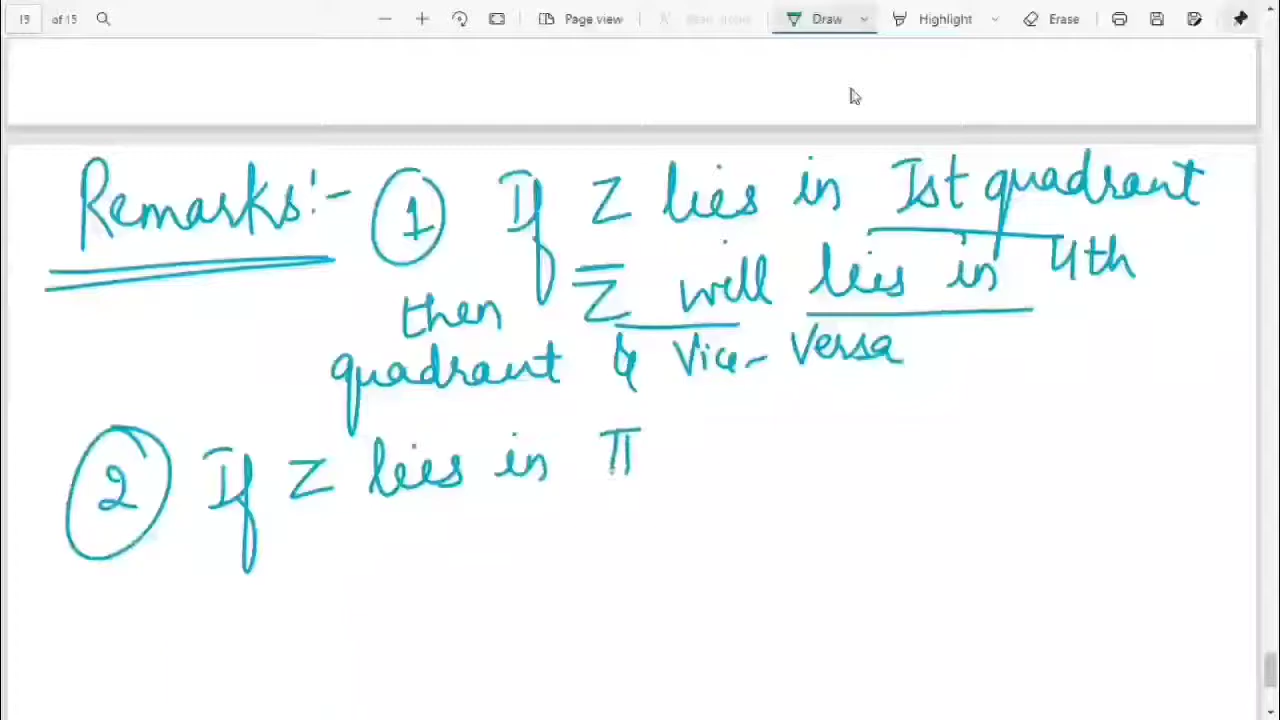 19 of 15 Page view Draw Highlight Erase
Remarks:- 1 If Z lies in Ist quadrant
then Z̅ will lies in 4th
quadrant & Vice-Versa
2 If Z lies in II